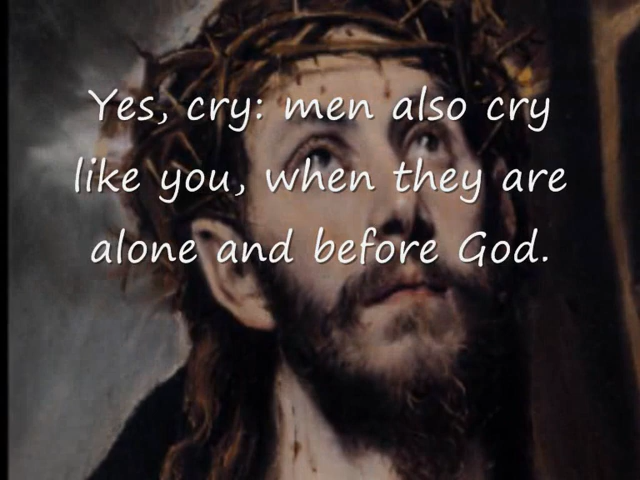 Yes, cry: men also cry
like you, when they are
alone and before God.